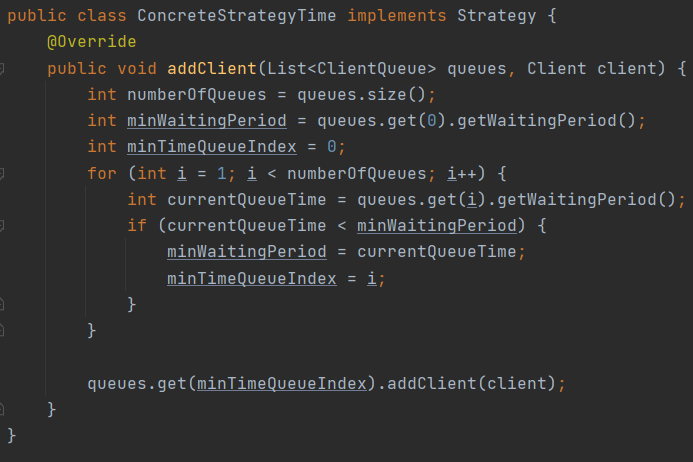 public class ConcreteStrategyTime implements Strategy {
    @Override
    public void addClient(List<ClientQueue> queues, Client client) {
        int numberOfQueues = queues.size();
        int minWaitingPeriod = queues.get(0).getWaitingPeriod();
        int minTimeQueueIndex = 0;
        for (int i = 1; i < numberOfQueues; i++) {
            int currentQueueTime = queues.get(i).getWaitingPeriod();
            if (currentQueueTime < minWaitingPeriod) {
                minWaitingPeriod = currentQueueTime;
                minTimeQueueIndex = i;
            }
        }

        queues.get(minTimeQueueIndex).addClient(client);
    }
}